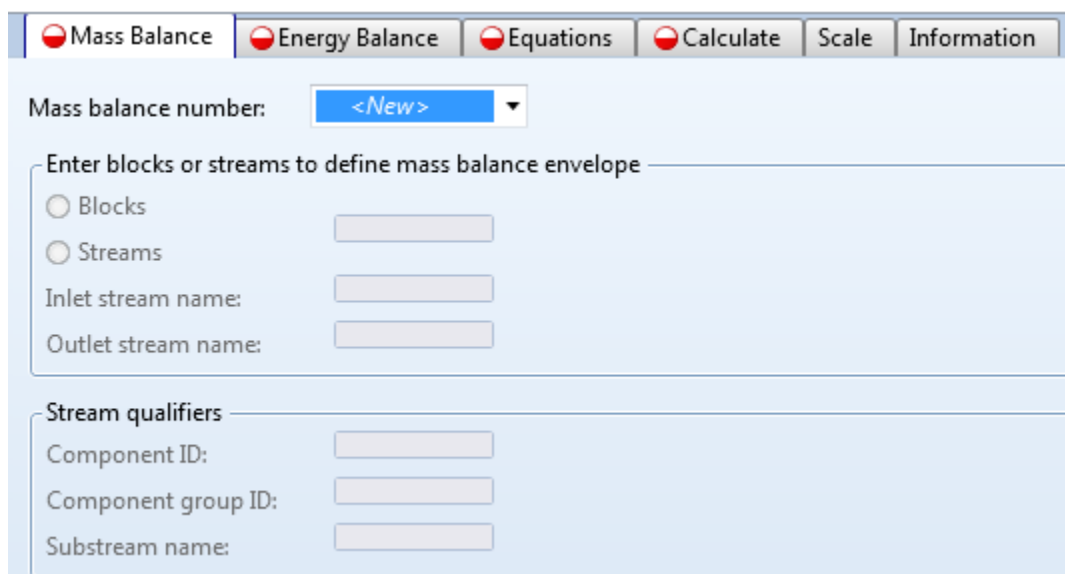 Mass Balance Energy Balance Equations Calculate Scale Information
Mass balance number: <New>
Enter blocks or streams to define mass balance envelope
Blocks
Streams
Inlet stream name:
Outlet stream name:
Stream qualifiers
Component ID:
Component group ID:
Substream name: